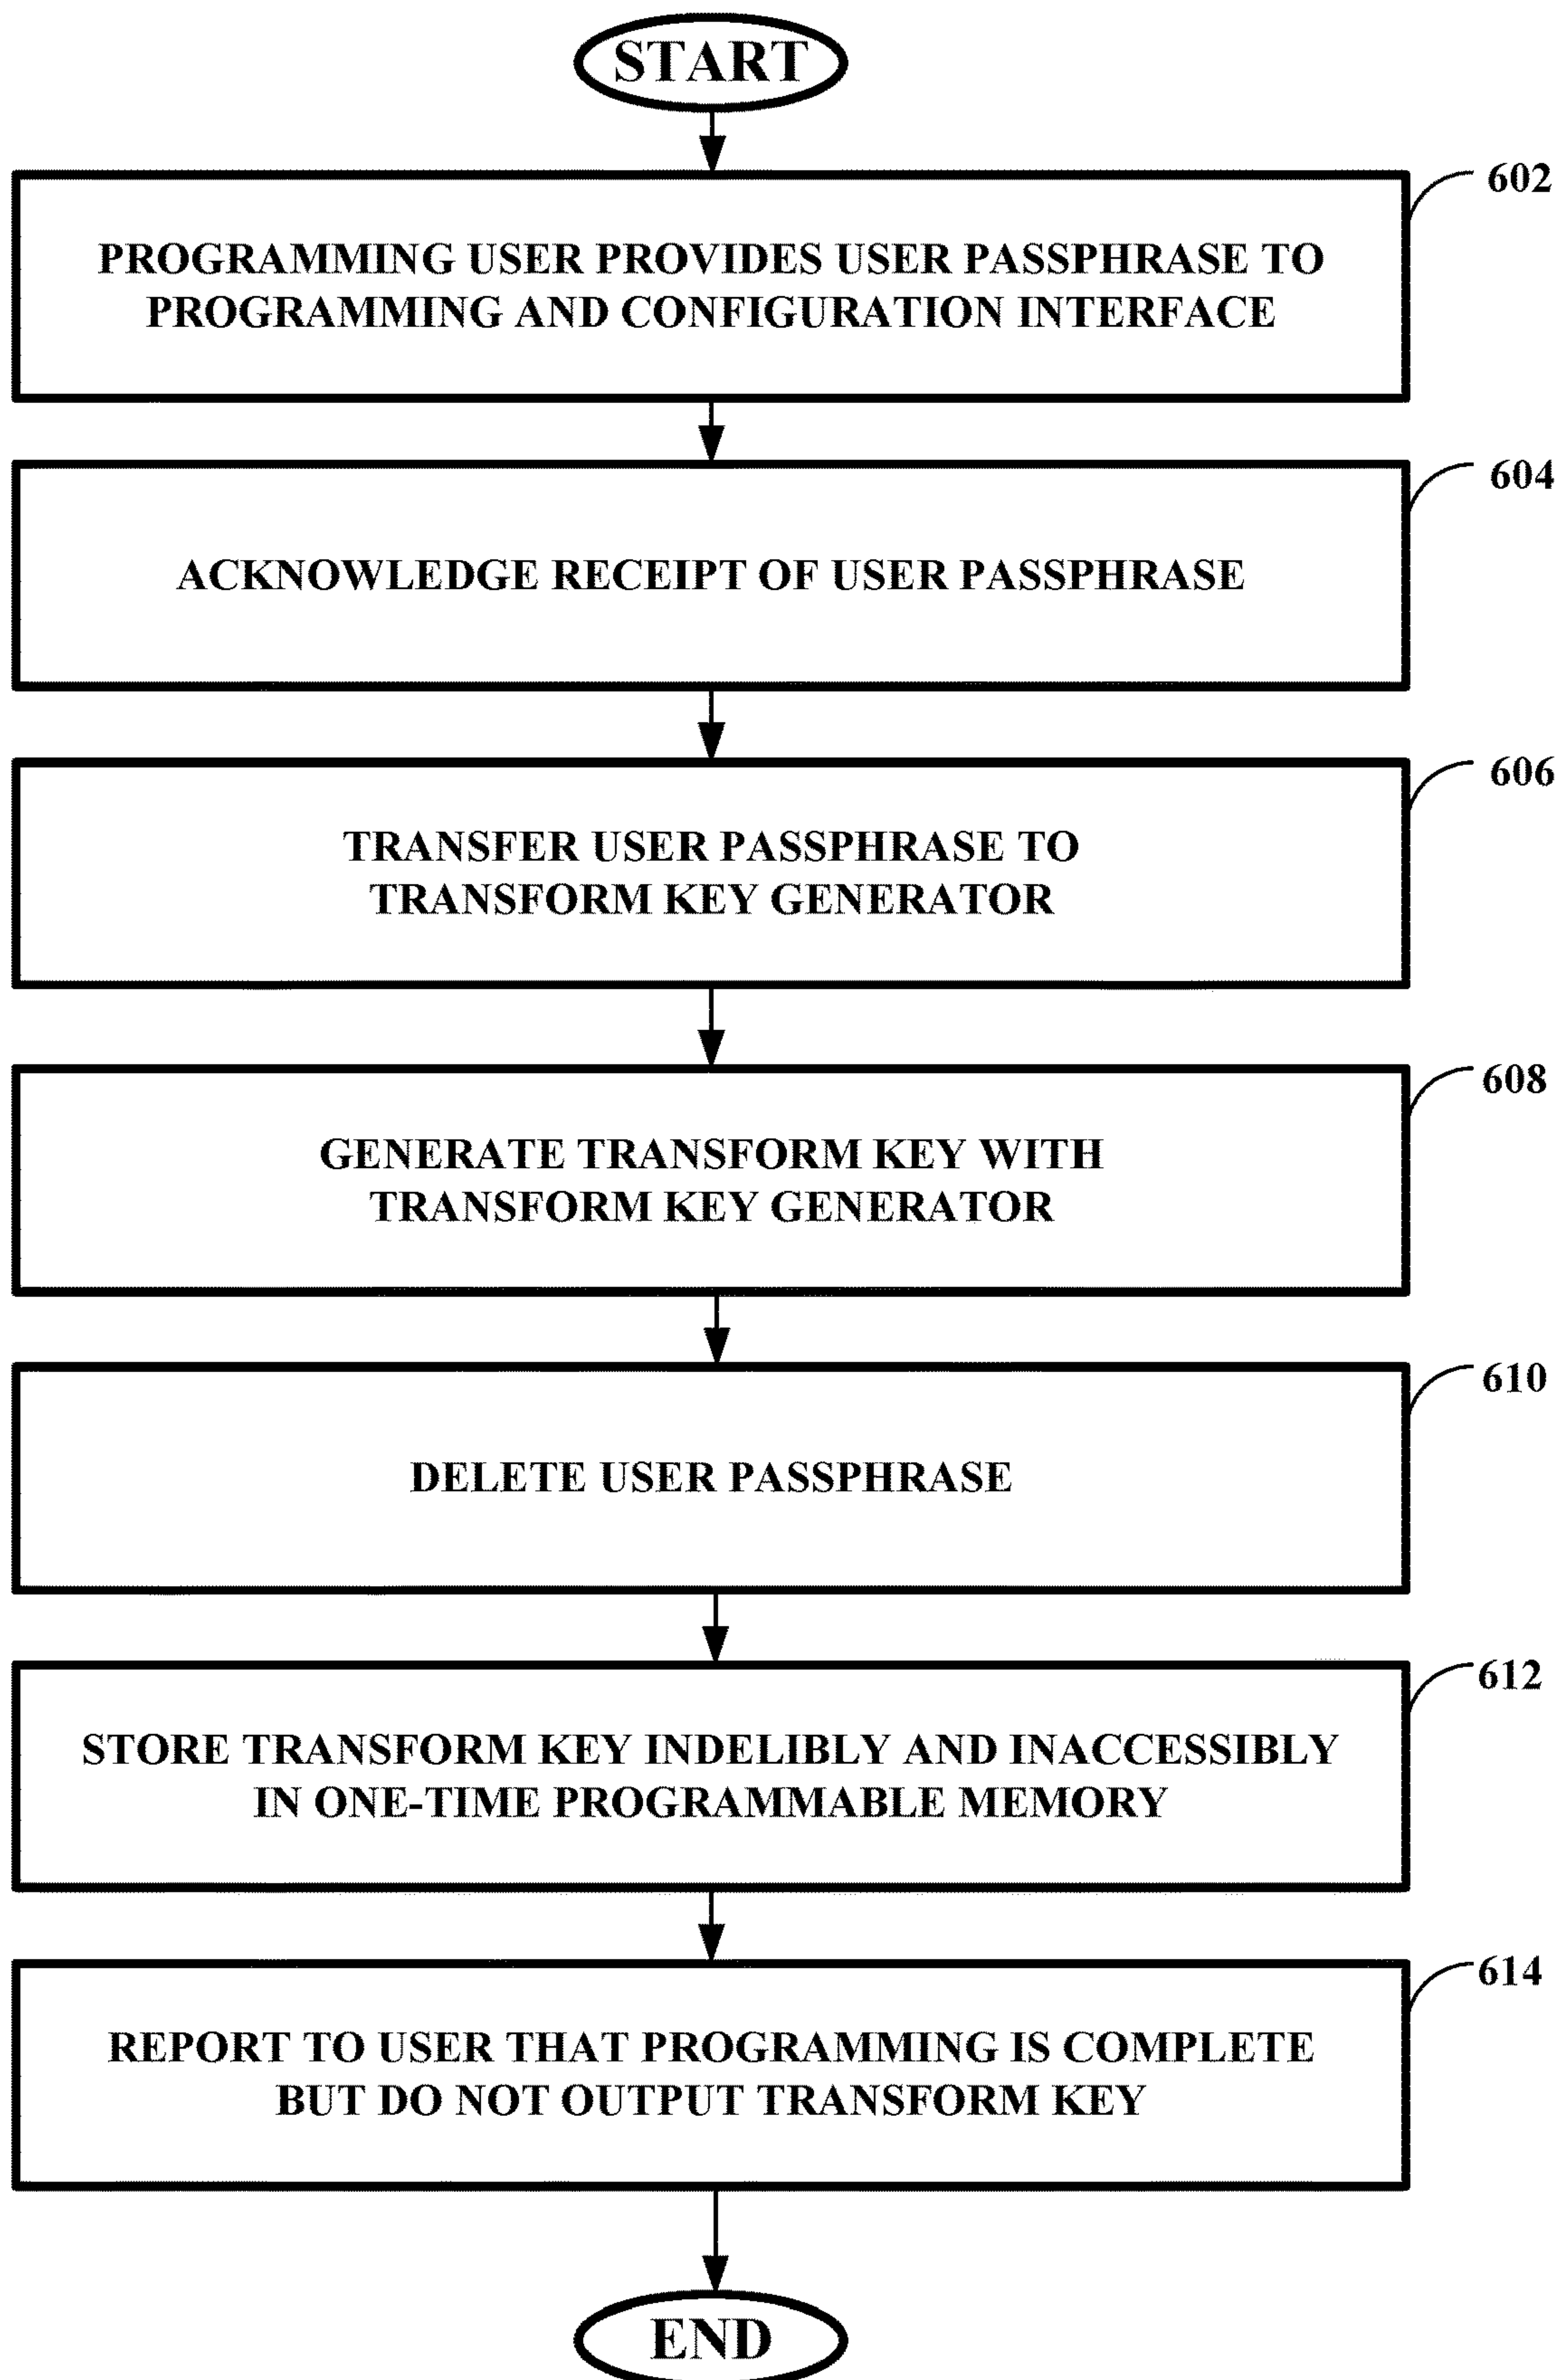 START
602
PROGRAMMING USER PROVIDES USER PASSPHRASE TO
PROGRAMMING AND CONFIGURATION INTERFACE
604
ACKNOWLEDGE RECEIPT OF USER PASSPHRASE
606
TRANSFER USER PASSPHRASE TO
TRANSFORM KEY GENERATOR
608
GENERATE TRANSFORM KEY WITH
TRANSFORM KEY GENERATOR
610
DELETE USER PASSPHRASE
612
STORE TRANSFORM KEY INDELIBLY AND INACCESSIBLY
IN ONE-TIME PROGRAMMABLE MEMORY
614
REPORT TO USER THAT PROGRAMMING IS COMPLETE
BUT DO NOT OUTPUT TRANSFORM KEY
END